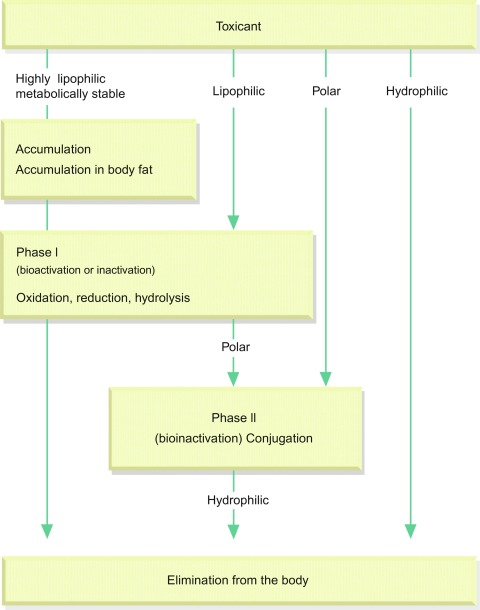 Toxicant
Highly lipophilic
metabolically stable
Lipophilic
Polar
Hydrophilic
Accumulation
Accumulation in body fat
Phase I
(bioactivation or inactivation)
Oxidation, reduction, hydrolysis
Polar
Phase ll
(bioinactivation) Conjugation
Hydrophilic
Elimination from the body